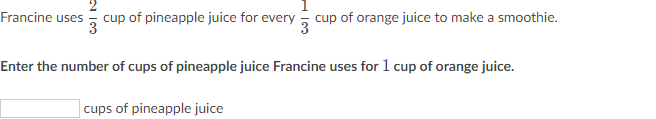 Francine uses 2/3 cup of pineapple juice for every 1/3 cup of orange juice to make a smoothie.
Enter the number of cups of pineapple juice Francine uses for 1 cup of orange juice.
cups of pineapple juice